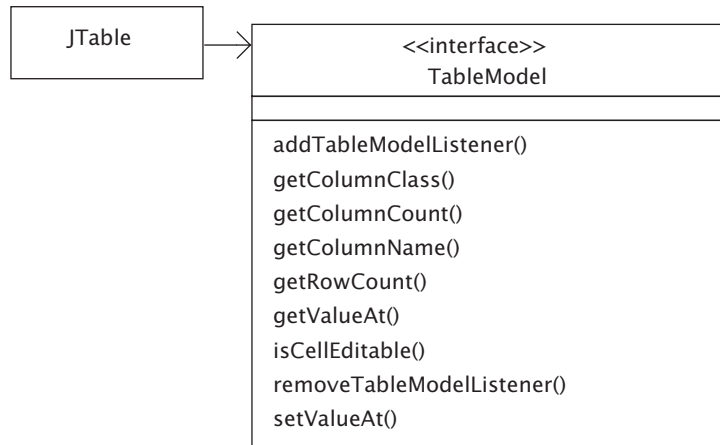 JTable
<<interface>>
TableModel
addTableModelListener()
getColumnClass()
getColumnCount()
getColumnName()
getRowCount()
getValueAt()
isCellEditable()
removeTableModelListener()
setValueAt()